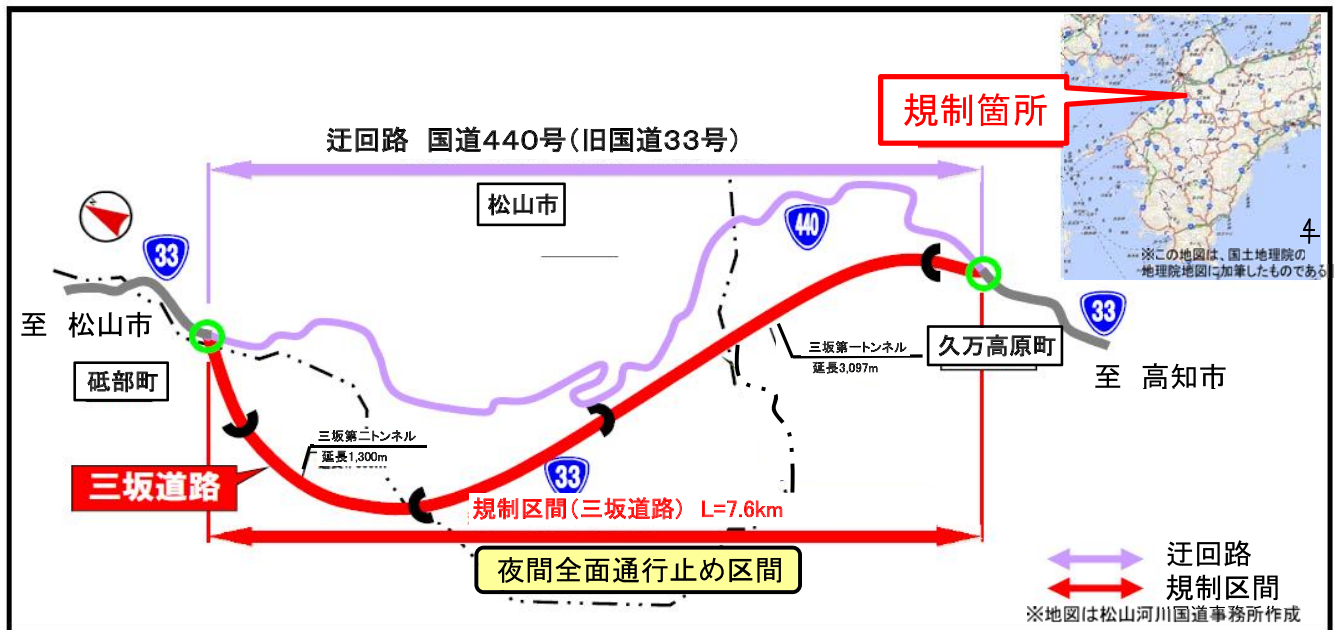 規制箇所
迂回路 国道440号(旧国道33号)
松山市
33
440
4
※この地図は、国土地理院の
地理院地図に加筆したものである
33
至 松山市
砥部町
三坂第一トンネル
延長3,097m
久万高原町
至 高知市
三坂第二トンネル
延長1,300m
三坂道路
33
規制区間(三坂道路) L=7.6km
夜間全面通行止め区間
迂回路
規制区間
※地図は松山河川国道事務所作成